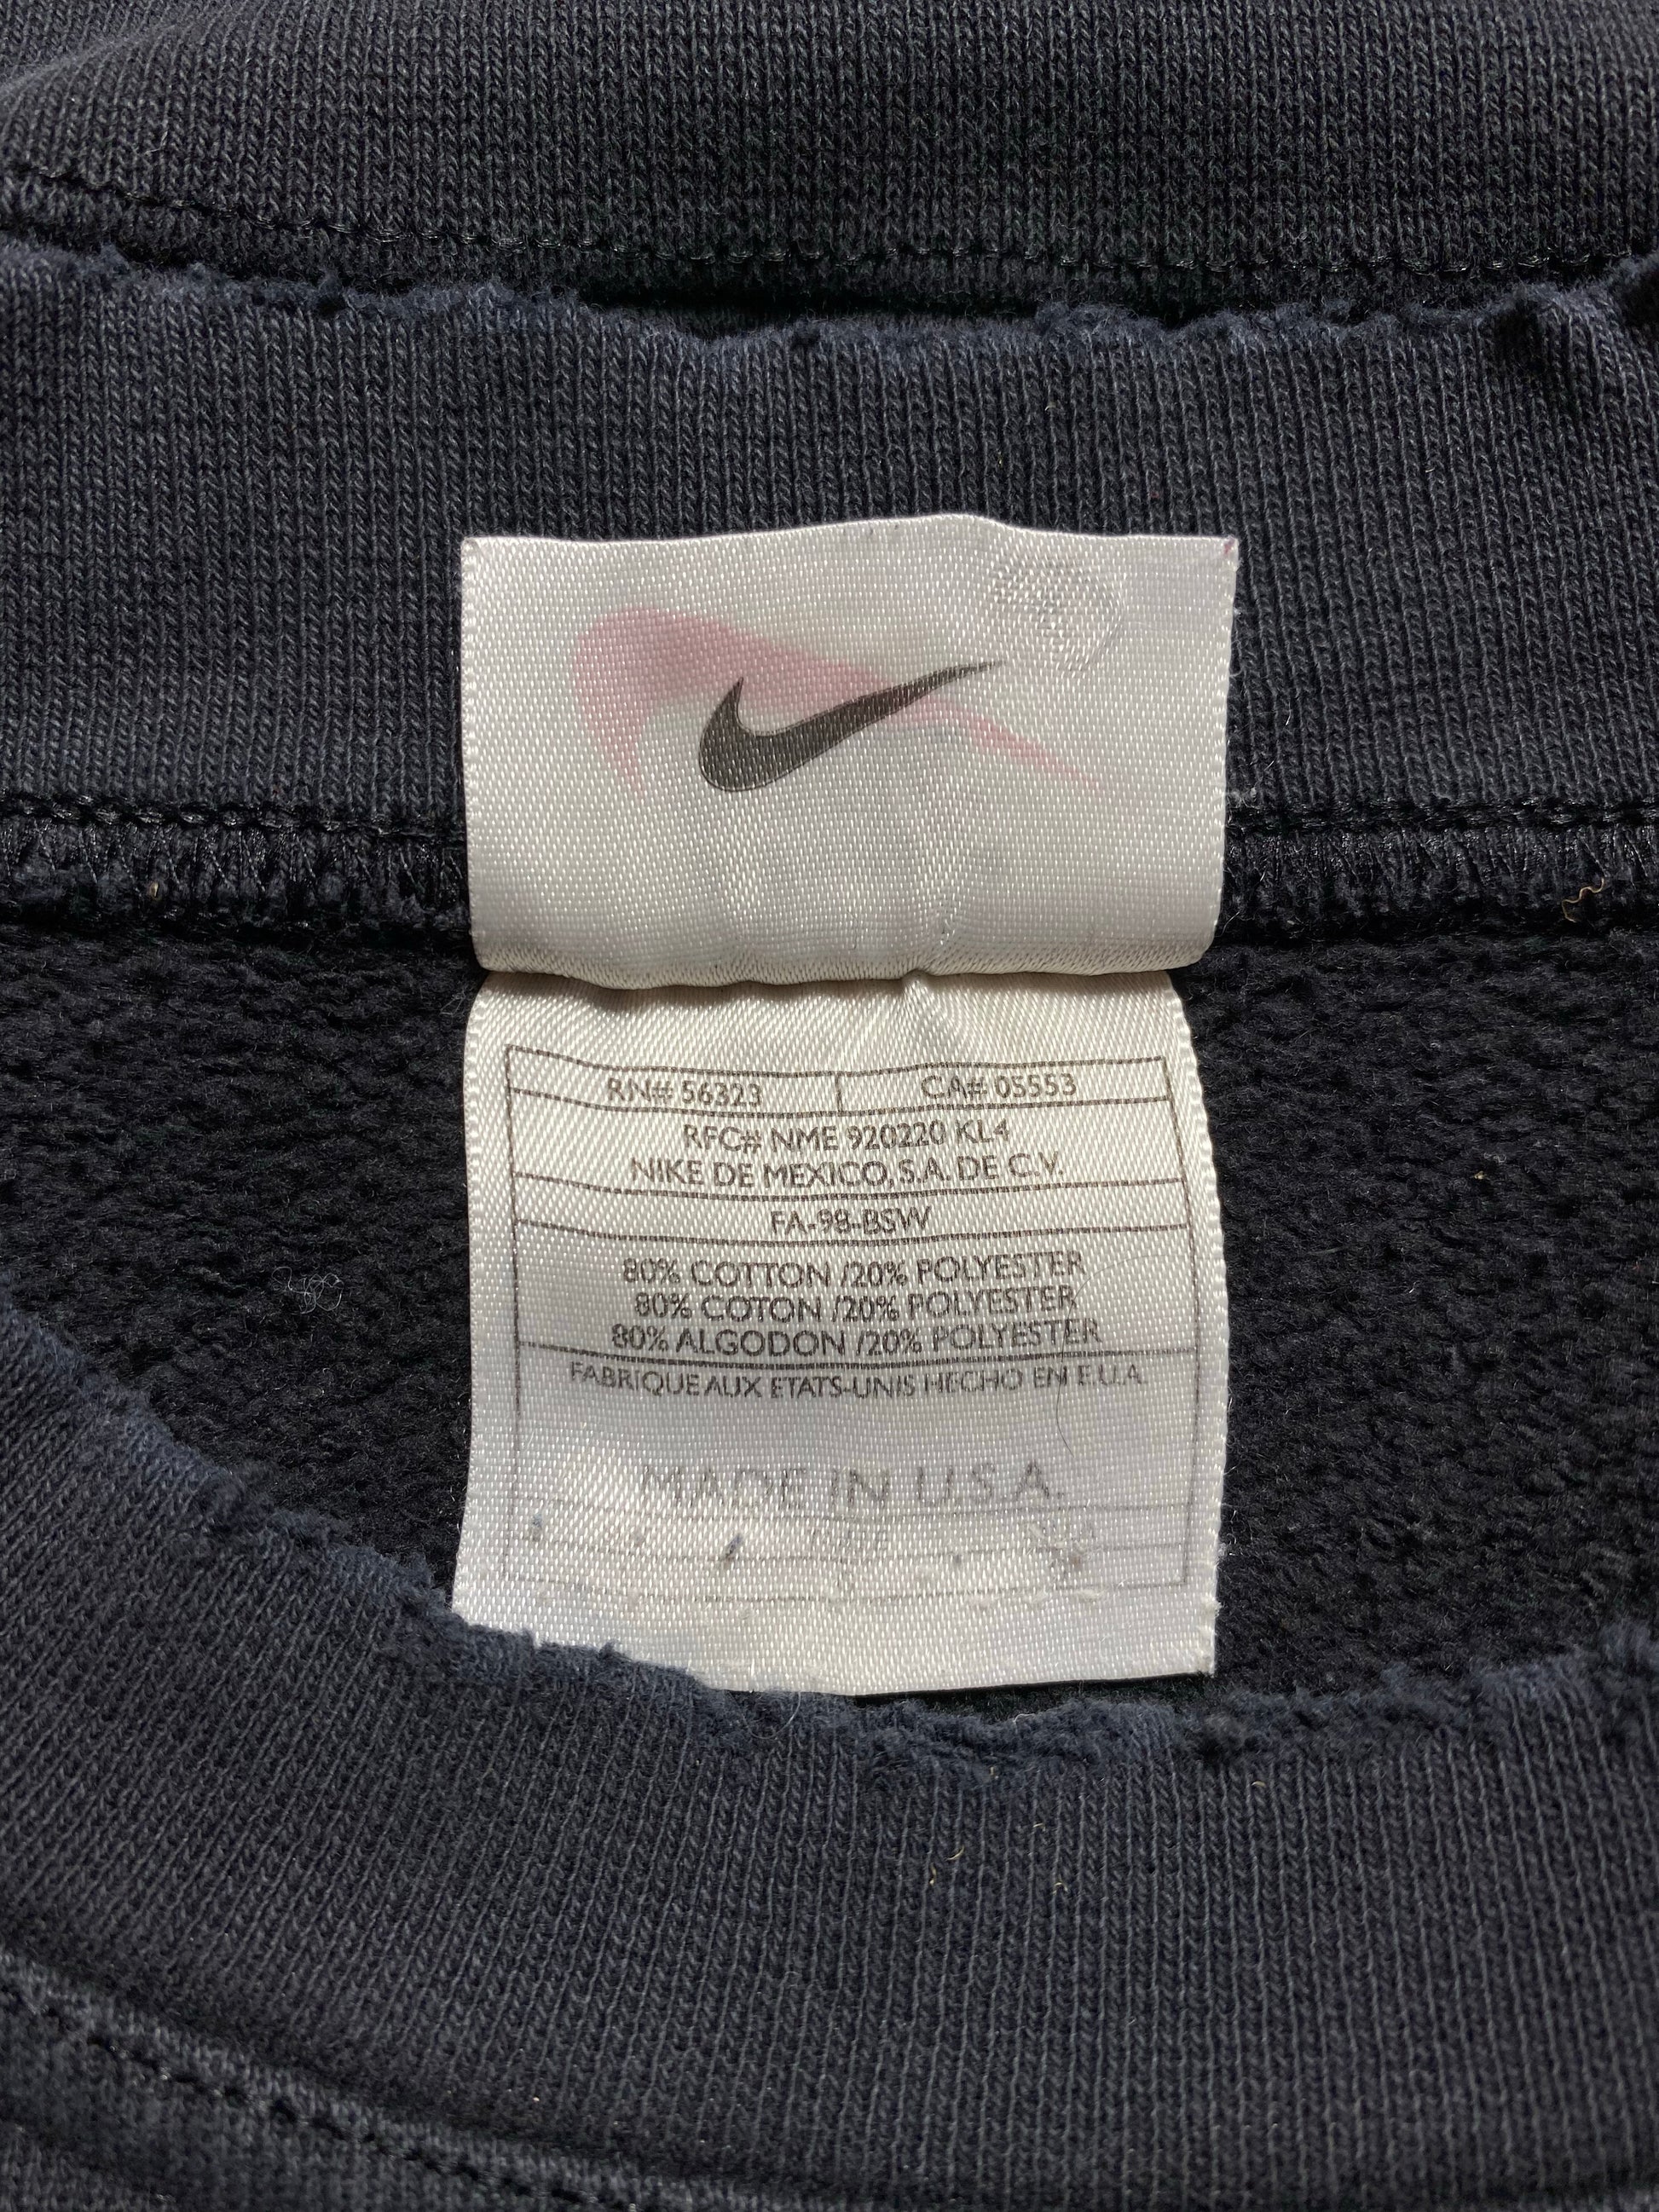 RN# 56323 CA# 05553
RFC# NME 920220 KL4
NIKE DE MEXICO, S.A. DE C.V.
FA-98-BSW
80% COTTON /20% POLYESTER
80% COTON /20% POLYESTER
80% ALGODON /20% POLYESTER
FABRIQUE AUX ETATS-UNIS HECHO EN E.U.A.
MADE IN U.S.A.